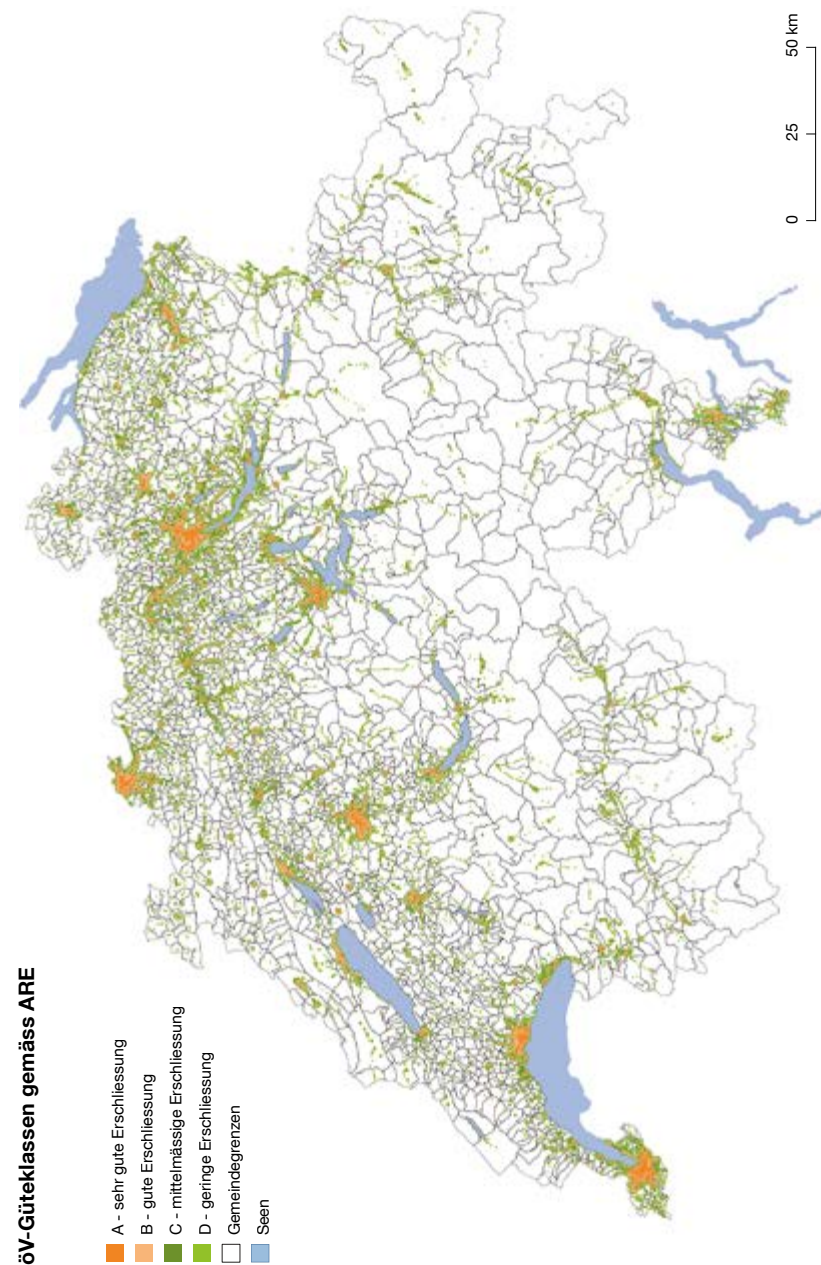 öV-Güteklassen gemäss ARE
A - sehr gute Erschliessung
B - gute Erschliessung
C - mittelmässige Erschliessung
D - geringe Erschliessung
Gemeindegrenzen
Seen
0 25 50 km